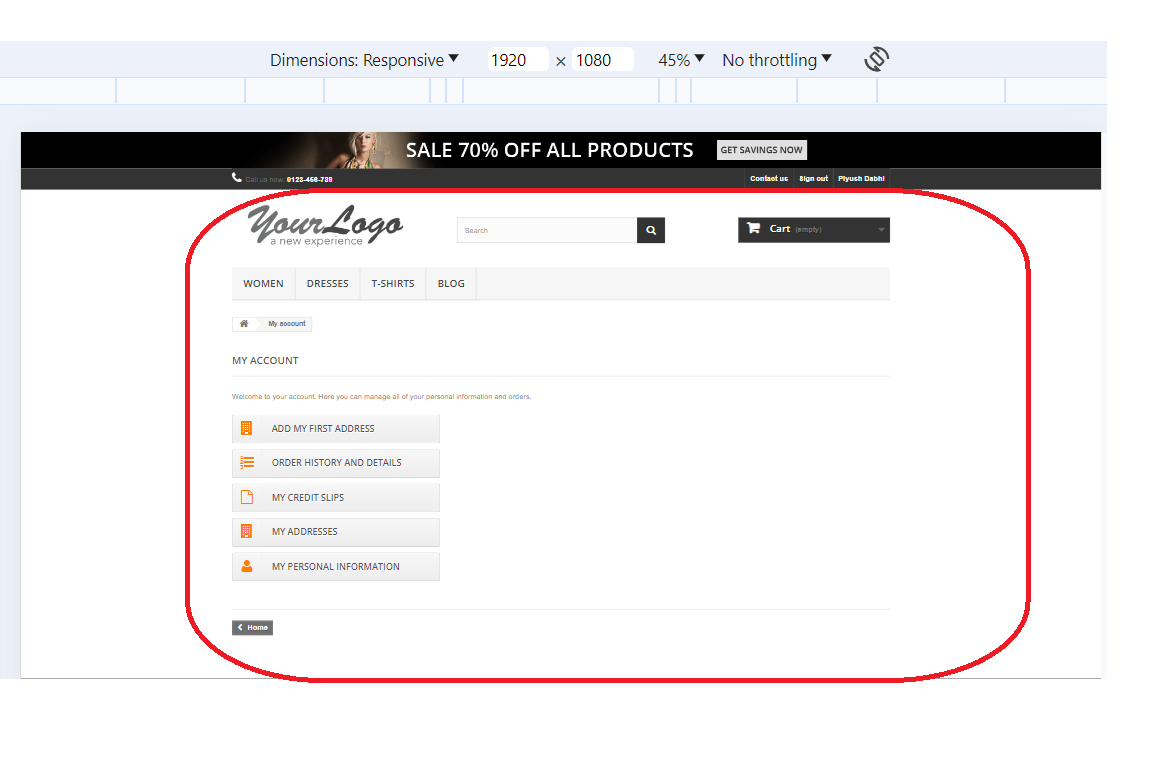 Dimensions: Responsive ▼ 1920 × 1080 45% ▼ No throttling ▼
SALE 70% OFF ALL PRODUCTS GET SAVINGS NOW
Call us now: 0123-456-789 Contact us Sign out Piyush Dabhi
YourLogo
a new experience
Search
Cart (empty)
WOMEN DRESSES T-SHIRTS BLOG
My account
MY ACCOUNT
Welcome to your account. Here you can manage all of your personal information and orders.
ADD MY FIRST ADDRESS
ORDER HISTORY AND DETAILS
MY CREDIT SLIPS
MY ADDRESSES
MY PERSONAL INFORMATION
Home